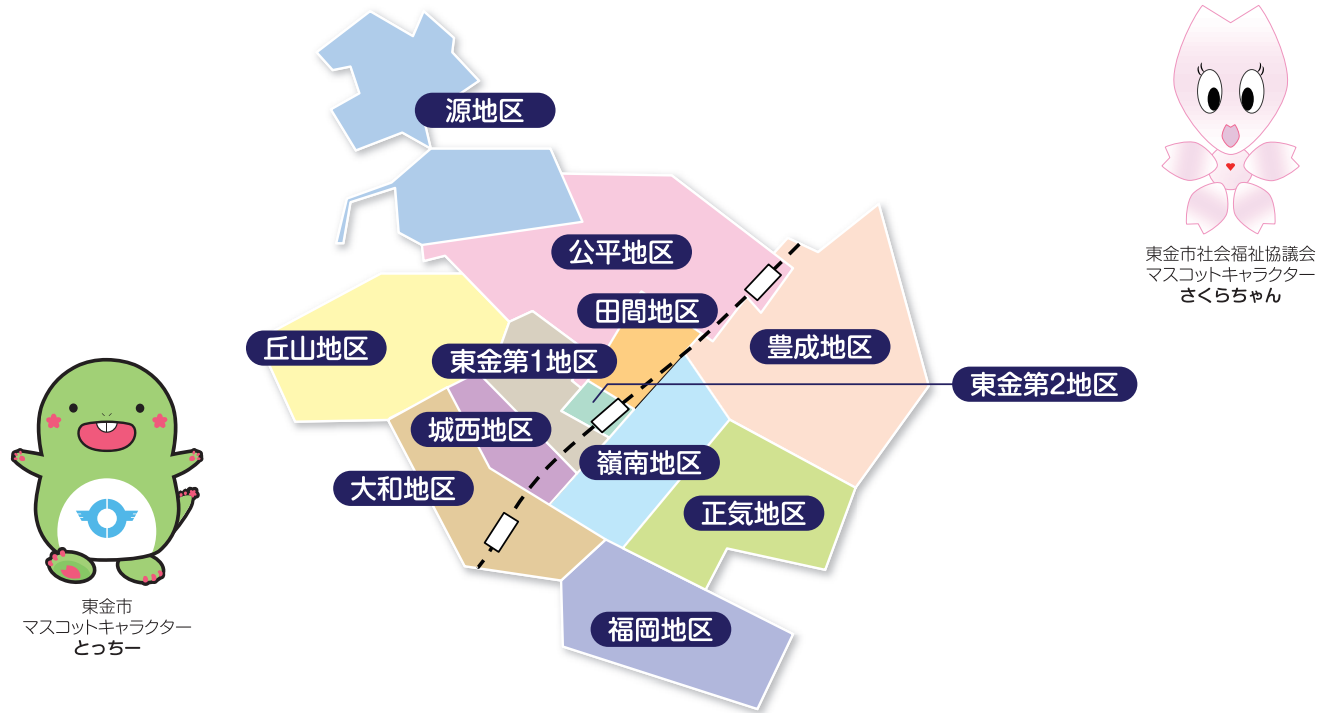 源地区
公平地区
田間地区
丘山地区
東金第1地区
豊成地区
東金第2地区
城西地区
嶺南地区
大和地区
正気地区
福岡地区
東金市社会福祉協議会
マスコットキャラクター
さくらちゃん
東金市
マスコットキャラクター
とっちー